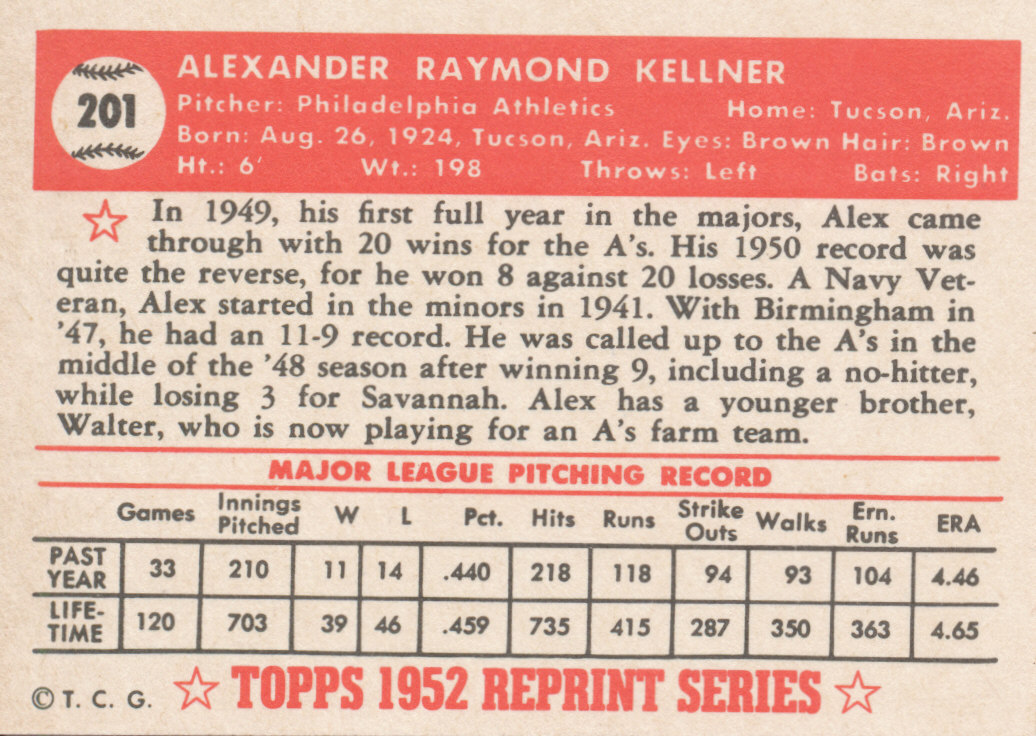 201
ALEXANDER RAYMOND KELLNER
Pitcher: Philadelphia Athletics Home: Tucson, Ariz.
Born: Aug. 26, 1924, Tucson, Ariz. Eyes: Brown Hair: Brown
Ht.: 6' Wt.: 198 Throws: Left Bats: Right
In 1949, his first full year in the majors, Alex came
through with 20 wins for the A's. His 1950 record was
quite the reverse, for he won 8 against 20 losses. A Navy Vet-
eran, Alex started in the minors in 1941. With Birmingham in
'47, he had an 11-9 record. He was called up to the A's in the
middle of the '48 season after winning 9, including a no-hitter,
while losing 3 for Savannah. Alex has a younger brother,
Walter, who is now playing for an A's farm team.
MAJOR LEAGUE PITCHING RECORD
Games Innings Pitched W L Pct. Hits Runs Strike Outs Walks Ern. Runs ERA
PAST YEAR 33 210 11 14 .440 218 118 94 93 104 4.46
LIFE-TIME 120 703 39 46 .459 735 415 287 350 363 4.65
© T. C. G. TOPPS 1952 REPRINT SERIES